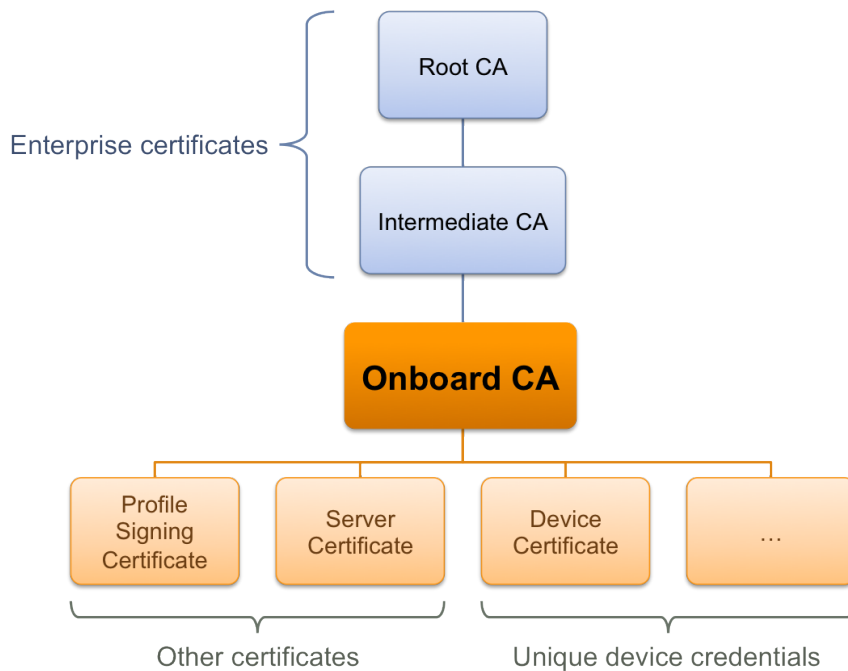 Root CA
Enterprise certificates
Intermediate CA
Onboard CA
Profile
Signing
Certificate
Server
Certificate
Device
Certificate
...
Other certificates
Unique device credentials